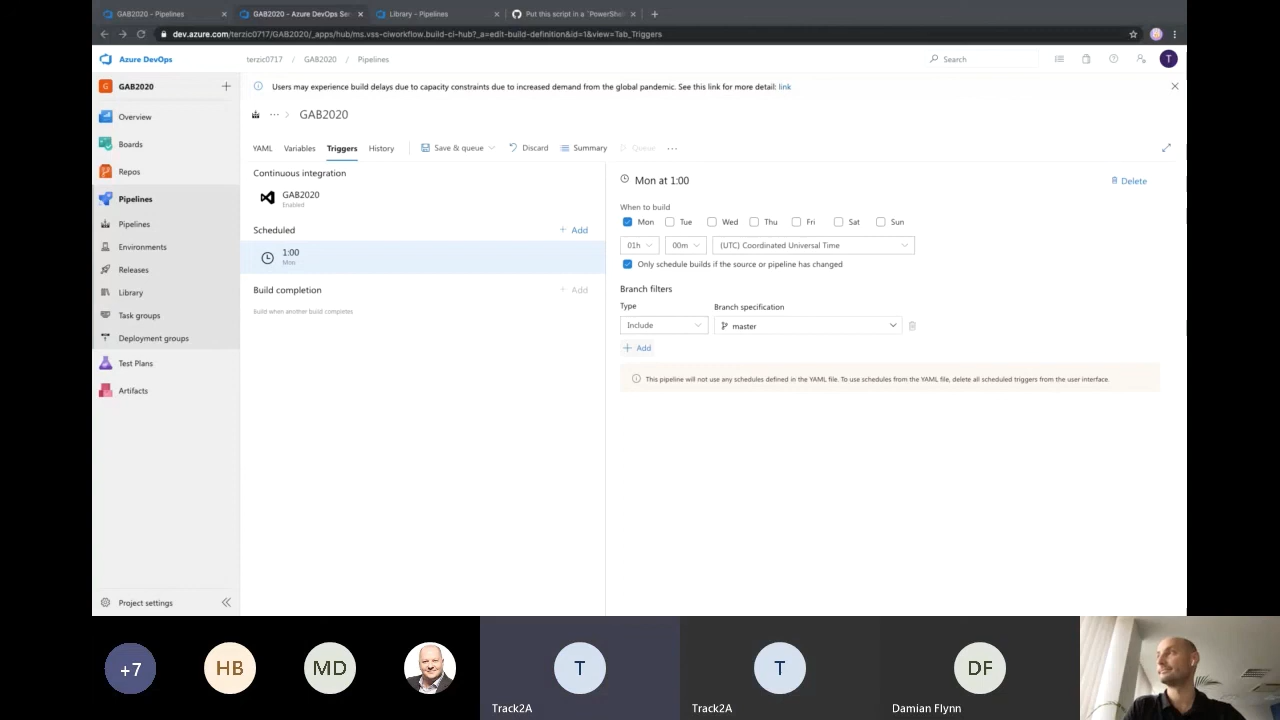 GAB2020 - Pipelines
GAB2020 - Azure DevOps Se
Library - Pipelines
Put this script in a `PowerShe
dev.azure.com/terzic0717/GAB2020/_apps/hub/ms.vss-ciworkflow.build-ci-hub?_a=edit-build-definition&id=1&view=Tab_Triggers
Azure DevOps
terzic0717 / GAB2020 / Pipelines
Search
T
G GAB2020
Users may experience build delays due to capacity constraints due to increased demand from the global pandemic. See this link for more detail: link
Overview
Boards
Repos
Pipelines
Pipelines
Environments
Releases
Library
Task groups
Deployment groups
Test Plans
Artifacts
Project settings
... > GAB2020
YAML Variables Triggers History
Save & queue Discard Summary Queue ...
Continuous integration
GAB2020
Enabled
Scheduled
+ Add
1:00
Mon
Build completion
+ Add
Build when another build completes
Mon at 1:00
Delete
When to build
Mon Tue Wed Thu Fri Sat Sun
01h 00m (UTC) Coordinated Universal Time
Only schedule builds if the source or pipeline has changed
Branch filters
Type Branch specification
Include master
+ Add
This pipeline will not use any schedules defined in the YAML file. To use schedules from the YAML file, delete all scheduled triggers from the user interface.
+7
HB
MD
T
Track2A
T
Track2A
DF
Damian Flynn